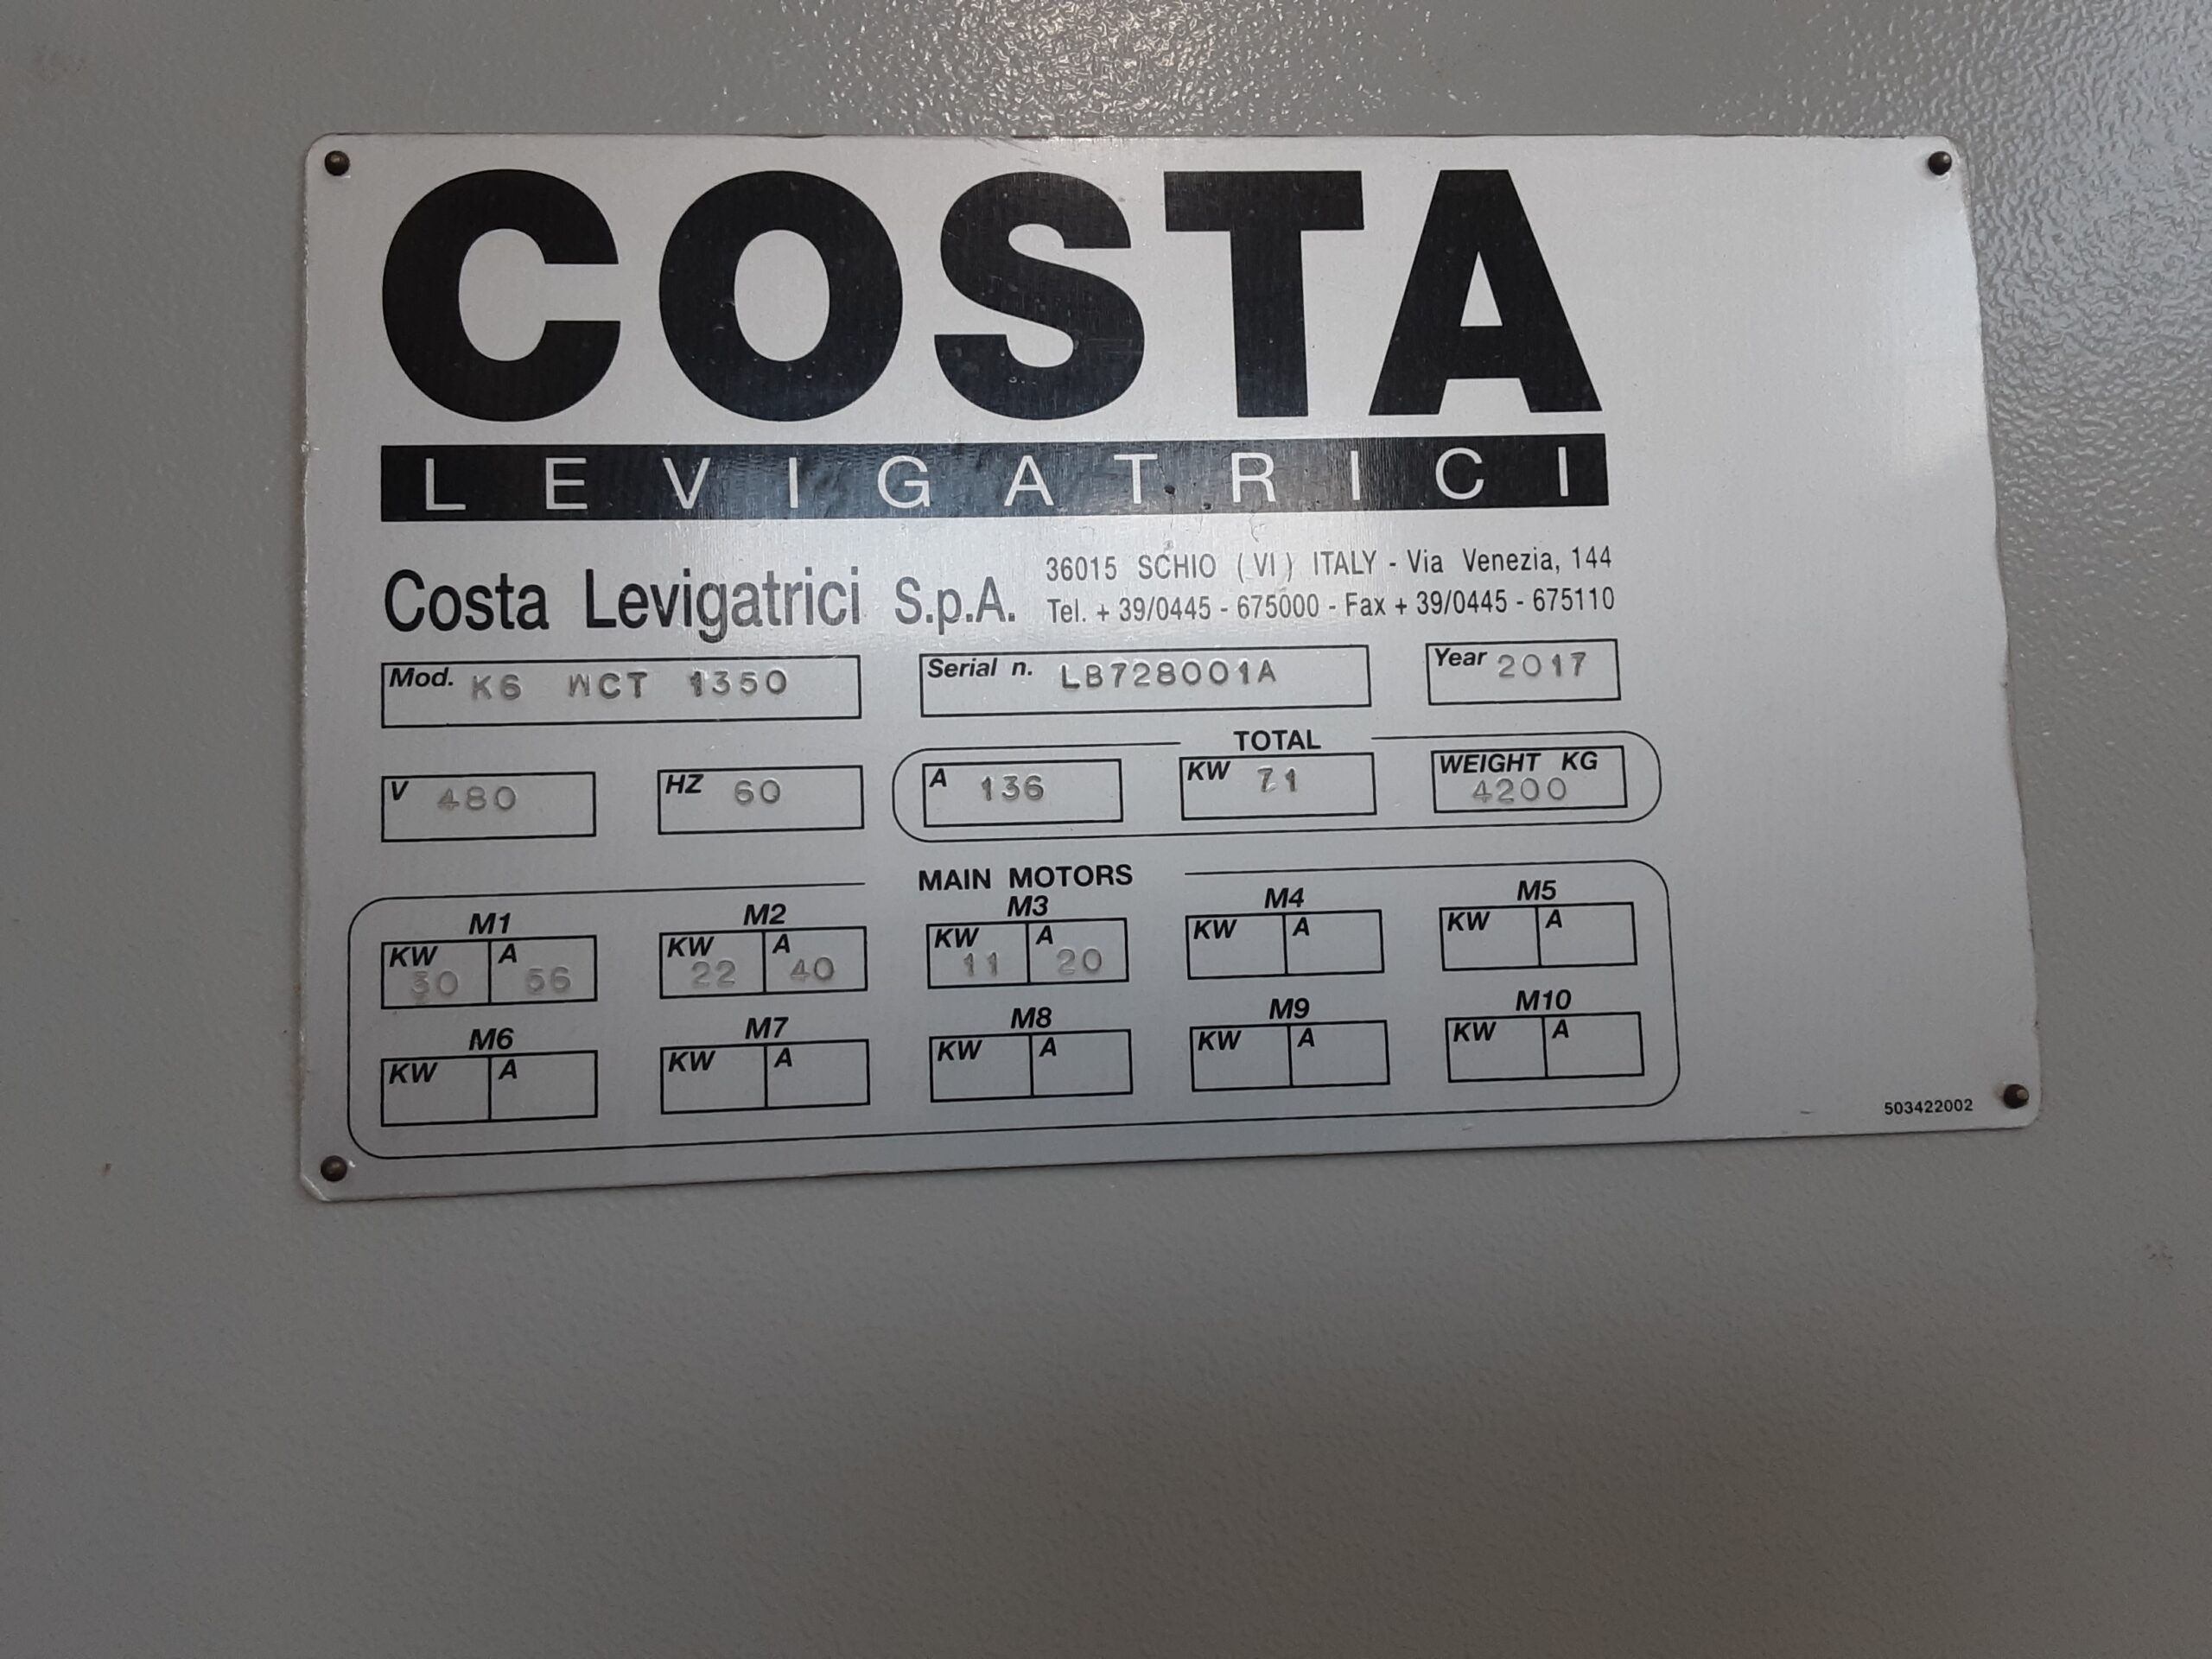 COSTA
LEVIGATRICI
Costa Levigatrici S.p.A.
36015 SCHIO (VI) ITALY - Via Venezia, 144
Tel. + 39/0445 - 675000 - Fax + 39/0445 - 675110
Mod. K6 WCT 1350 Serial n. LB728001A Year 2017
TOTAL
V 480 HZ 60 A 136 KW 71 WEIGHT KG 4200
MAIN MOTORS
M1 M2 M3 M4 M5
KW 30 A 56 KW 22 A 40 KW 11 A 20 KW A KW A
M6 M7 M8 M9 M10
KW A KW A KW A KW A KW A
503422002